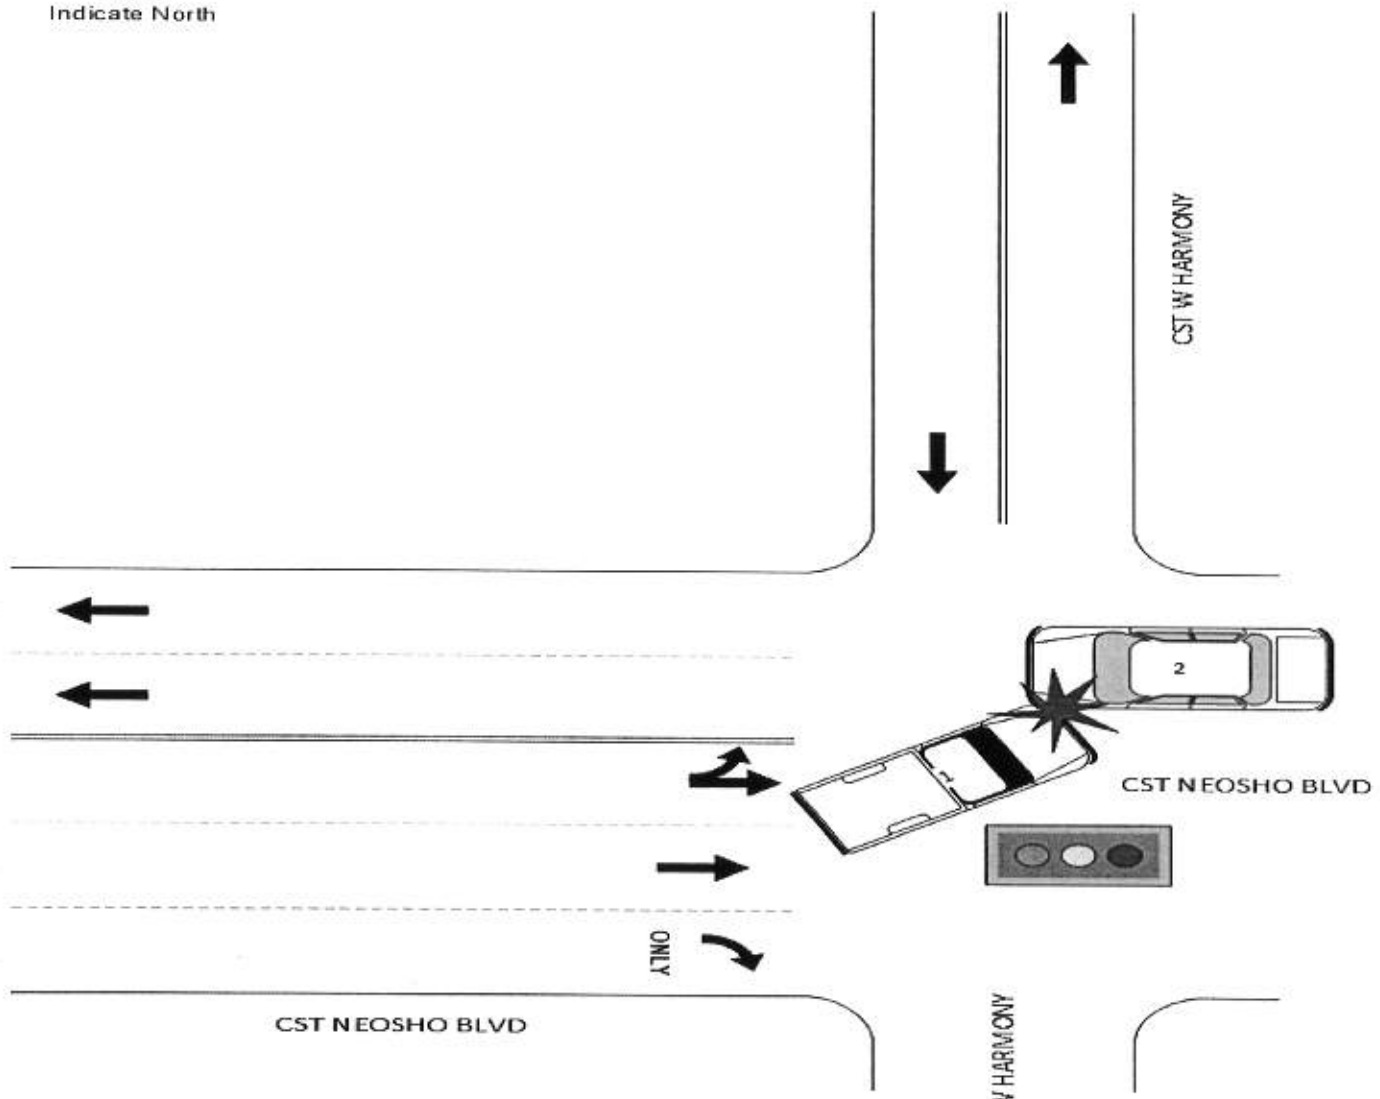 Indicate North
CST W HARMONY
2
1
CST NEOSHO BLVD
ONLY
CST NEOSHO BLVD
W HARMONY